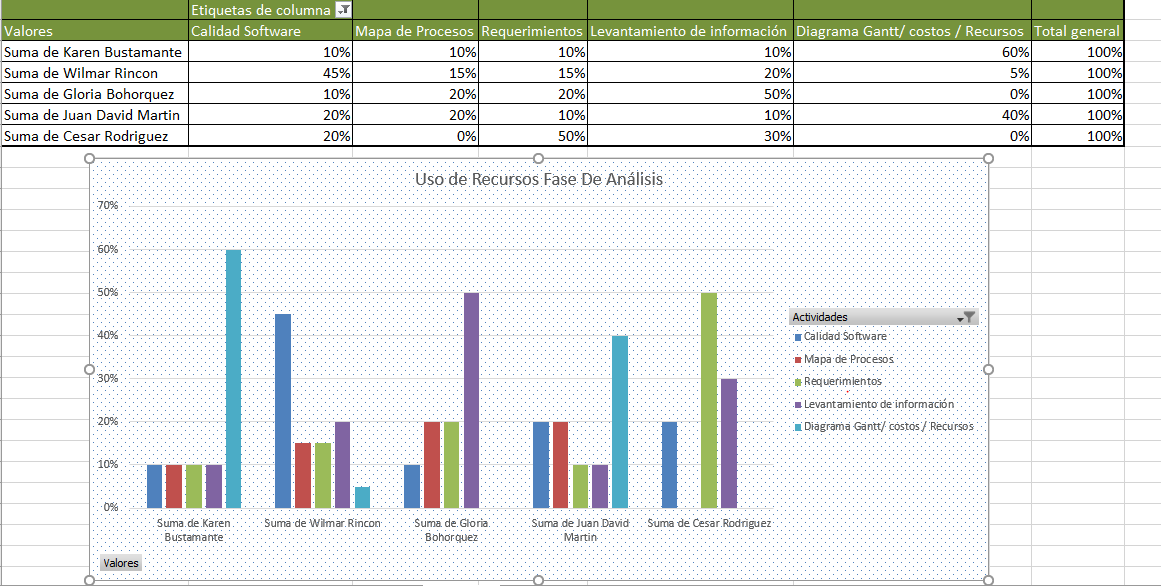 Etiquetas de columna
Valores Calidad Software Mapa de Procesos Requerimientos Levantamiento de información Diagrama Gantt/ costos / Recursos Total general
Suma de Karen Bustamante 10% 10% 10% 10% 60% 100%
Suma de Wilmar Rincon 45% 15% 15% 20% 5% 100%
Suma de Gloria Bohorquez 10% 20% 20% 50% 0% 100%
Suma de Juan David Martin 20% 20% 10% 10% 40% 100%
Suma de Cesar Rodriguez 20% 0% 50% 30% 0% 100%
Uso de Recursos Fase De Análisis
70%
60%
50%
40%
30%
20%
10%
0%
Suma de Karen Bustamante
Suma de Wilmar Rincon
Suma de Gloria Bohorquez
Suma de Juan David Martin
Suma de Cesar Rodriguez
Actividades
Calidad Software
Mapa de Procesos
Requerimientos
Levantamiento de información
Diagrama Gantt/ costos / Recursos
Valores